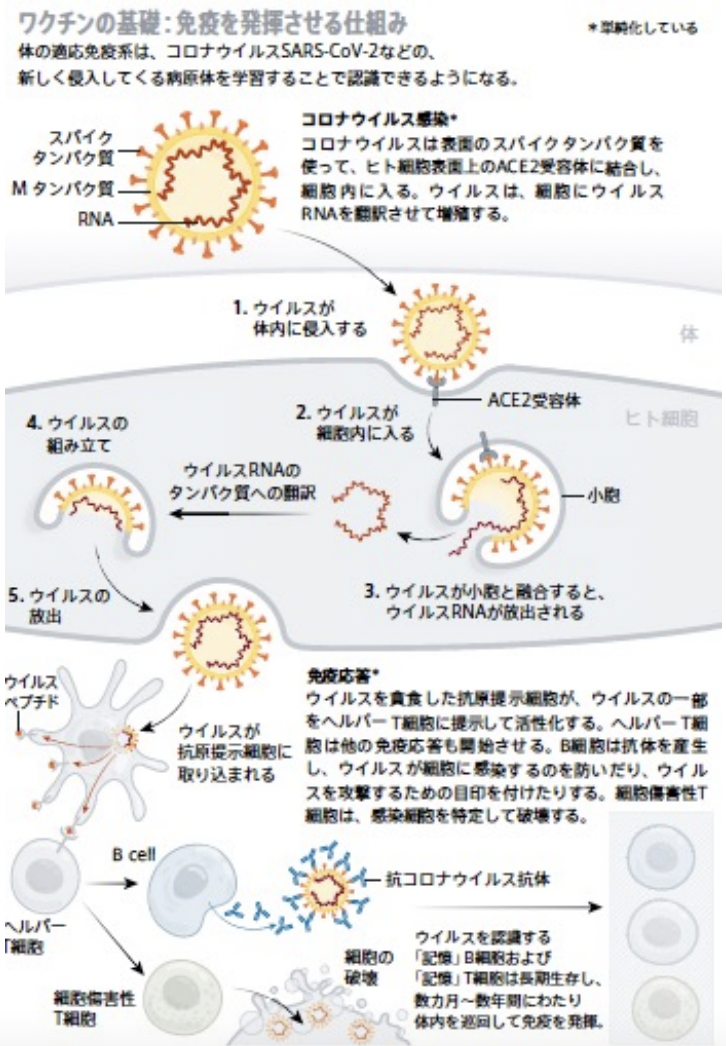 ワクチンの基礎：免疫を発揮させる仕組み
*単純化している
体の適応免疫系は、コロナウイルスSARS-CoV-2などの、
新しく侵入してくる病原体を学習することで認識できるようになる。
スパイク
タンパク質
M タンパク質
RNA
コロナウイルス感染*
コロナウイルスは表面のスパイクタンパク質を
使って、ヒト細胞表面上のACE2受容体に結合し、
細胞内に入る。ウイルスは、細胞にウイルス
RNAを翻訳させて増殖する。
1. ウイルスが
体内に侵入する
体
ACE2受容体
ヒト細胞
2. ウイルスが
細胞内に入る
4. ウイルスの
組み立て
ウイルスRNAの
タンパク質への翻訳
小胞
3. ウイルスが小胞と融合すると、
ウイルスRNAが放出される
5. ウイルスの
放出
免疫応答*
ウイルスを貪食した抗原提示細胞が、ウイルスの一部
をヘルパーT細胞に提示して活性化する。ヘルパーT細
胞は他の免疫応答も開始させる。B細胞は抗体を産生
し、ウイルスが細胞に感染するのを防いだり、ウイル
スを攻撃するための目印を付けたりする。細胞傷害性T
細胞は、感染細胞を特定して破壊する。
ウイルス
ペプチド
ウイルスが
抗原提示細胞に
取り込まれる
B cell
抗コロナウイルス抗体
ヘルパー
T細胞
細胞の
破壊
ウイルスを認識する
「記憶」B細胞および
「記憶」T細胞は長期生存し、
数カ月〜数年間にわたり
体内を巡回して免疫を発揮。
細胞傷害性
T細胞